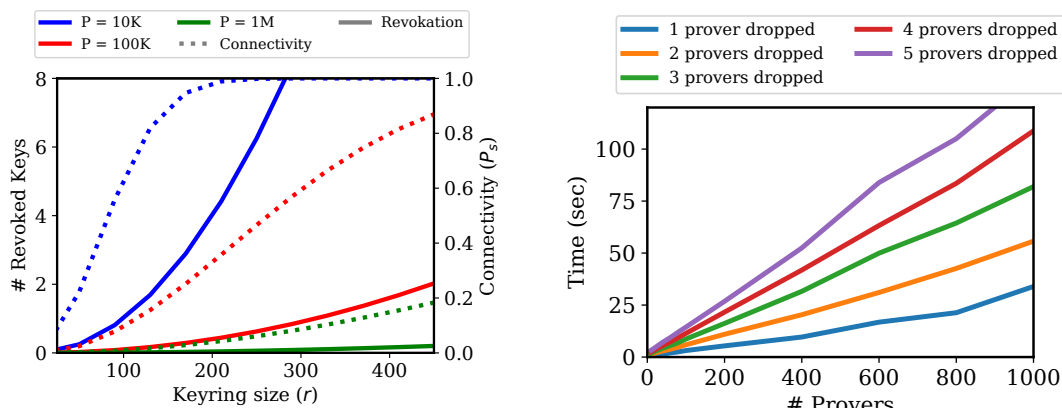 P = 10K
P = 100K
P = 1M
Connectivity
Revokation
8
6
4
2
0
# Revoked Keys
1.0
0.8
0.6
0.4
0.2
0.0
Connectivity (Ps)
100
200
300
400
Keyring size (r)
1 prover dropped
2 provers dropped
3 provers dropped
4 provers dropped
5 provers dropped
100
75
50
25
0
Time (sec)
0
200
400
600
800
1000
# Provers